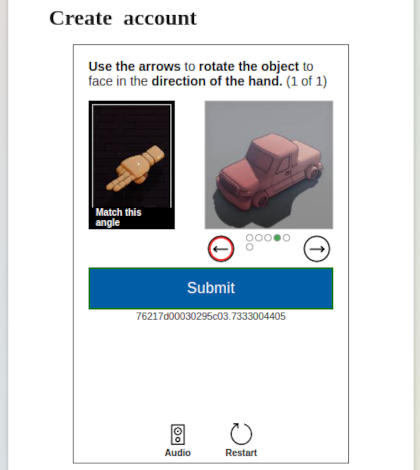 Create account
Use the arrows to rotate the object to
face in the direction of the hand. (1 of 1)
Match this
angle
Submit
76217d00030295c03.7333004405
Audio
Restart